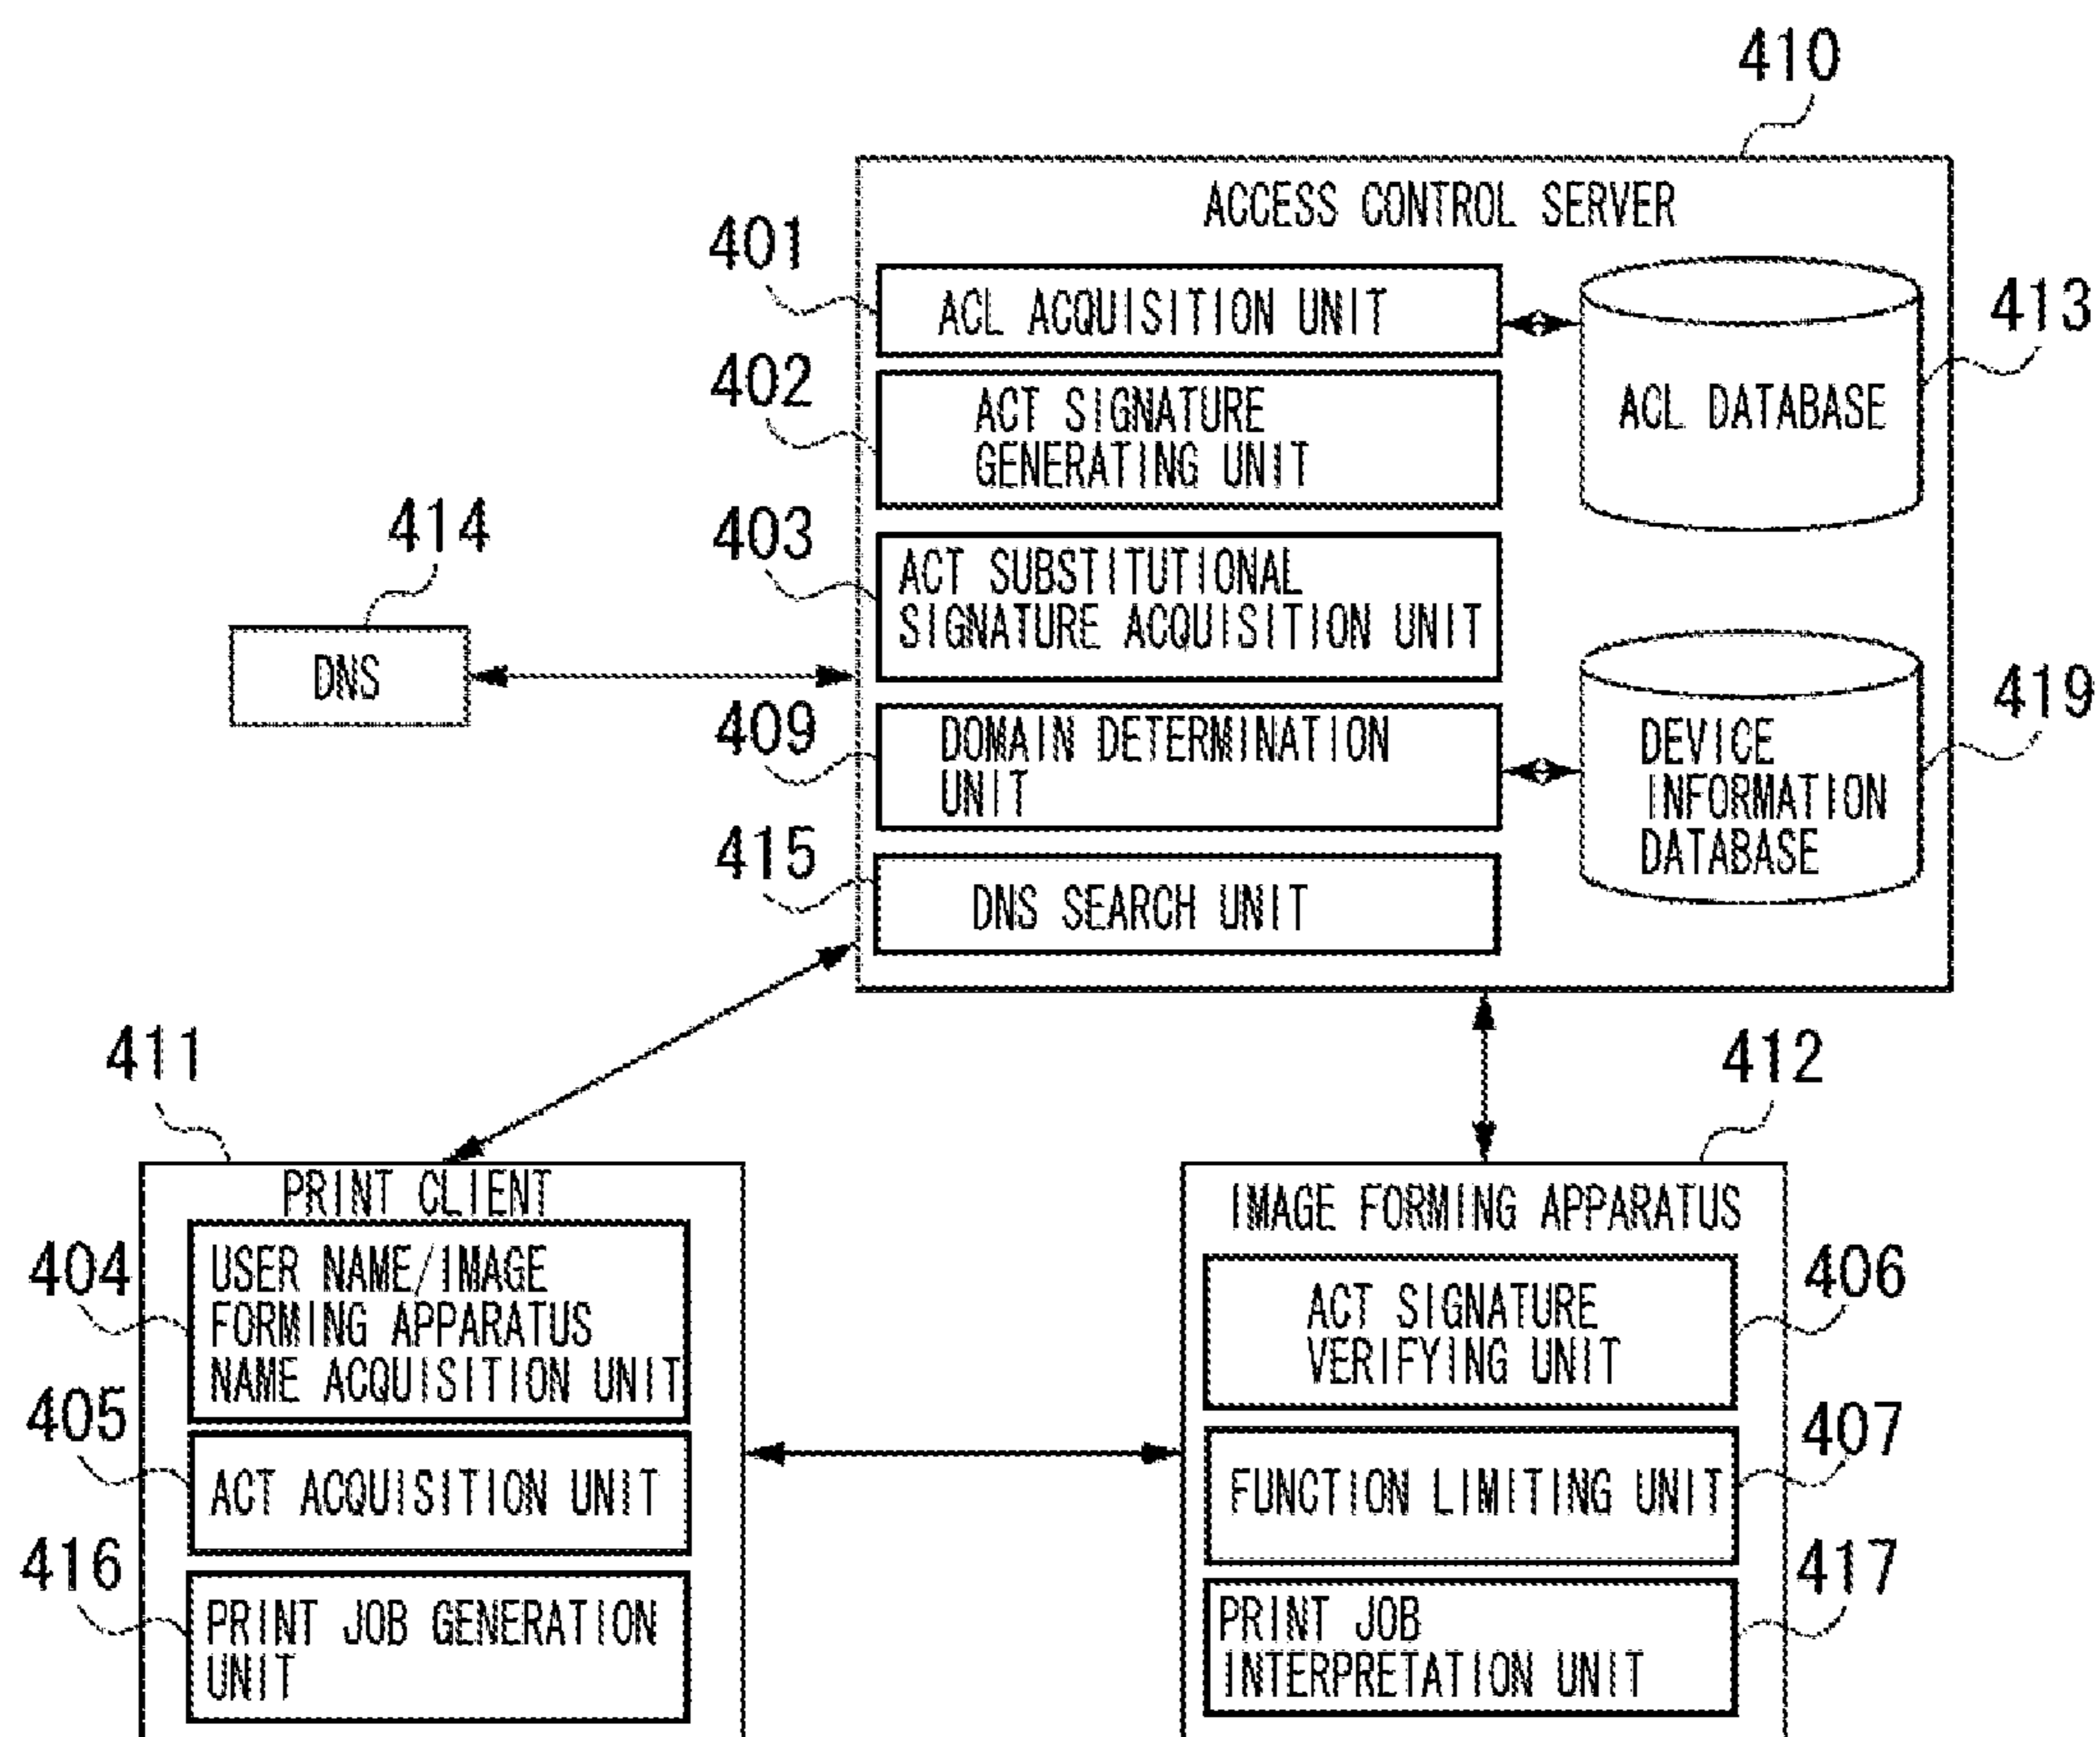 410
ACCESS CONTROL SERVER
401
ACL ACQUISITION UNIT
413
402
ACT SIGNATURE
GENERATING UNIT
ACL DATABASE
414
403
ACT SUBSTITUTIONAL
SIGNATURE ACQUISITION UNIT
DNS
409
DOMAIN DETERMINATION
UNIT
419
DEVICE
INFORMATION
DATABASE
415
DNS SEARCH UNIT
411
412
PRINT CLIENT
404
USER NAME/IMAGE
FORMING APPARATUS
NAME ACQUISITION UNIT
405
ACT ACQUISITION UNIT
416
PRINT JOB GENERATION
UNIT
IMAGE FORMING APPARATUS
ACT SIGNATURE
VERIFYING UNIT
406
FUNCTION LIMITING UNIT
407
PRINT JOB
INTERPRETATION UNIT
417